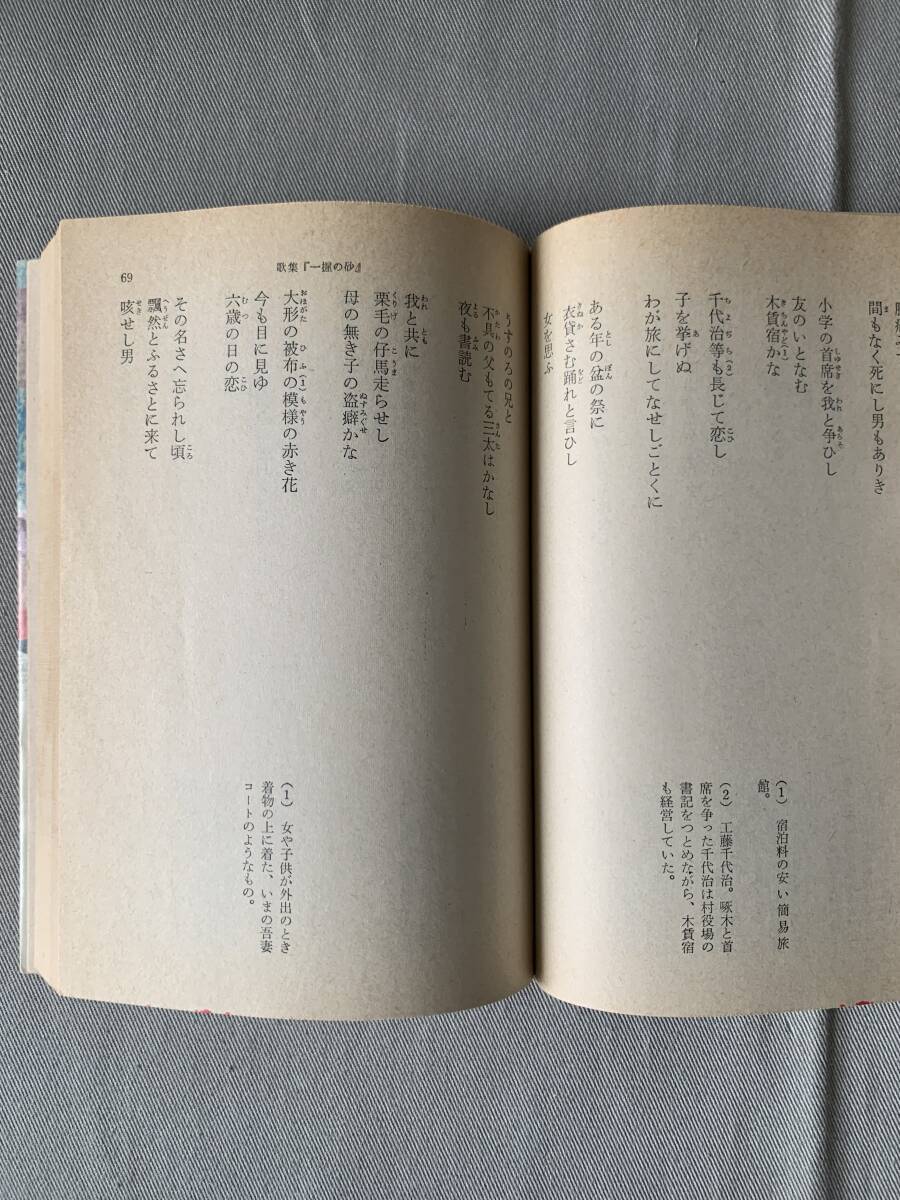 間もなく死にし男もありき
小学の首席を我と争ひし
友のいとなむ
木賃宿(1)かな
千代治等(2)も長じて恋し
子を挙げぬ
わが旅にしてなせしごとくに
ある年の盆の祭に
衣貸さむ踊れと言ひし
女を思ふ
(1) 宿泊料の安い簡易旅
館。
(2) 工藤千代治。啄木と首
席を争った千代治は村役場の
書記をつとめながら、木賃宿
も経営していた。
69
歌集『一握の砂』
うすのろの兄と
不具の父もてる三太はかなし
夜も書読む
我と共に
栗毛の仔馬走らせし
母の無き子の盗癖かな
大形の被布(1)の模様の赤き花
今も目に見ゆ
六歳の日の恋
その名さへ忘られし頃
飄然とふるさとに来て
咳せし男
(1) 女や子供が外出のとき
着物の上に着た、いまの吾妻
コートのようなもの。